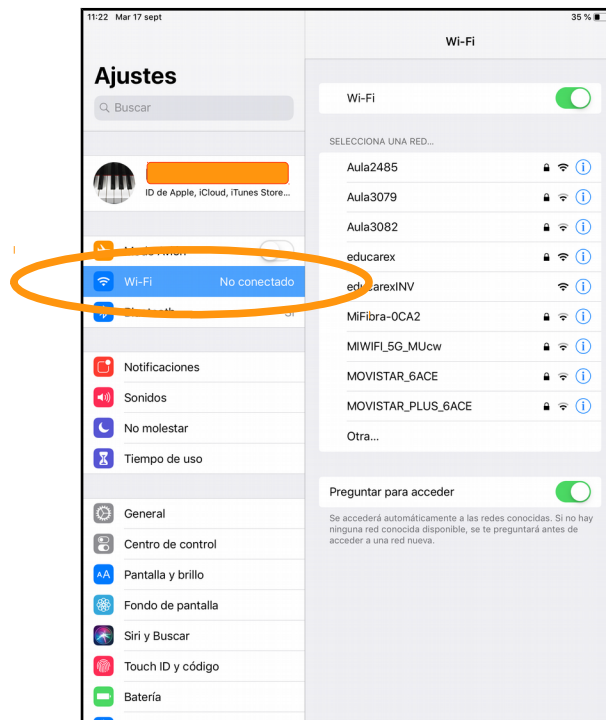 11:22 Mar 17 sept
35 %
Ajustes
Buscar
ID de Apple, iCloud, iTunes Store...
Wi-Fi
No conectado
Notificaciones
Sonidos
No molestar
Tiempo de uso
General
Centro de control
AA
Pantalla y brillo
Fondo de pantalla
Siri y Buscar
Touch ID y código
Batería
Wi-Fi
Wi-Fi
SELECCIONA UNA RED...
Aula2485
Aula3079
Aula3082
educarex
educarexINV
MiFibra-0CA2
MIWIFI_5G_MUcw
MOVISTAR_6ACE
MOVISTAR_PLUS_6ACE
Otra...
Preguntar para acceder
Se accederá automáticamente a las redes conocidas. Si no hay
ninguna red conocida disponible, se te preguntará antes de
acceder a una red nueva.